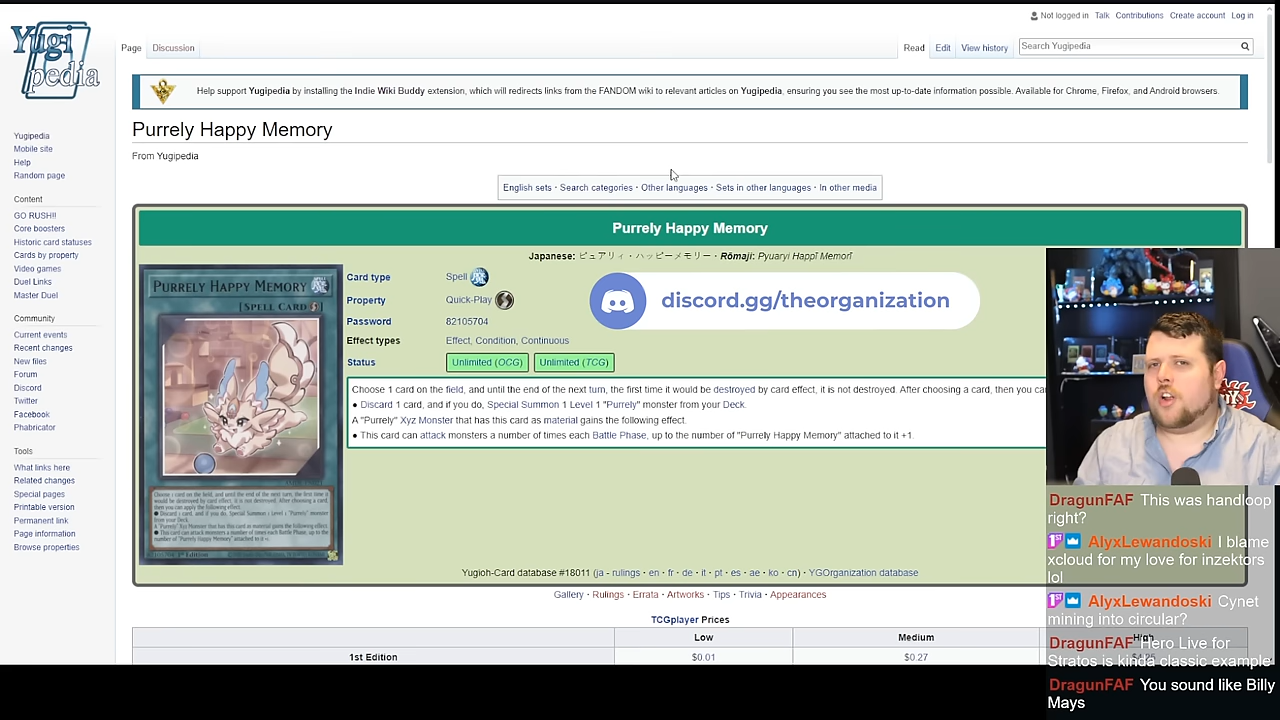 Not logged in Talk Contributions Create account Log in
Yugi
pedia
Page Discussion Read Edit View history Search Yugipedia
Help support Yugipedia by installing the Indie Wiki Buddy extension, which will redirects links from the FANDOM wiki to relevant articles on Yugipedia, ensuring you see the most up-to-date information possible. Available for Chrome, Firefox, and Android browsers.
Purrely Happy Memory
From Yugipedia
Yugipedia
Mobile site
Help
Random page
Content
GO RUSH!!
Core boosters
Historic card statuses
Cards by property
Video games
Duel Links
Master Duel
Community
Current events
Recent changes
New files
Forum
Discord
Twitter
Facebook
Phabricator
Tools
What links here
Related changes
Special pages
Printable version
Permanent link
Page information
Browse properties
English sets · Search categories · Other languages · Sets in other languages · In other media
Purrely Happy Memory
Japanese: ピュアリィ・ハッピーメモリー · Rōmaji: Pyuaryi Happī Memorī
PURRELY HAPPY MEMORY
[SPELL CARD]
Card type Spell
Property Quick-Play
Password 82105704
Effect types Effect, Condition, Continuous
Status Unlimited (OCG) Unlimited (TCG)
discord.gg/theorganization
Choose 1 card on the field, and until the end of the next turn, the first time it would be destroyed by card effect, it is not destroyed. After choosing a card, then you car
● Discard 1 card, and if you do, Special Summon 1 Level 1 "Purrely" monster from your Deck.
A "Purrely" Xyz Monster that has this card as material gains the following effect.
● This card can attack monsters a number of times each Battle Phase, up to the number of "Purrely Happy Memory" attached to it +1.
Yugioh-Card database #18011 (ja - rulings · en · fr · de · it · pt · es · ae · ko · cn) · YGOrganization database
Gallery · Rulings · Errata · Artworks · Tips · Trivia · Appearances
TCGplayer Prices
Low Medium High
1st Edition $0.01 $0.27
DragunFAF This was handloop
right?
AlyxLewandoski I blame
xcloud for my love for inzektors
lol
AlyxLewandoski Cynet
mining into circular?
DragunFAF Hero Live for
Stratos is kinda classic example
DragunFAF You sound like Billy
Mays